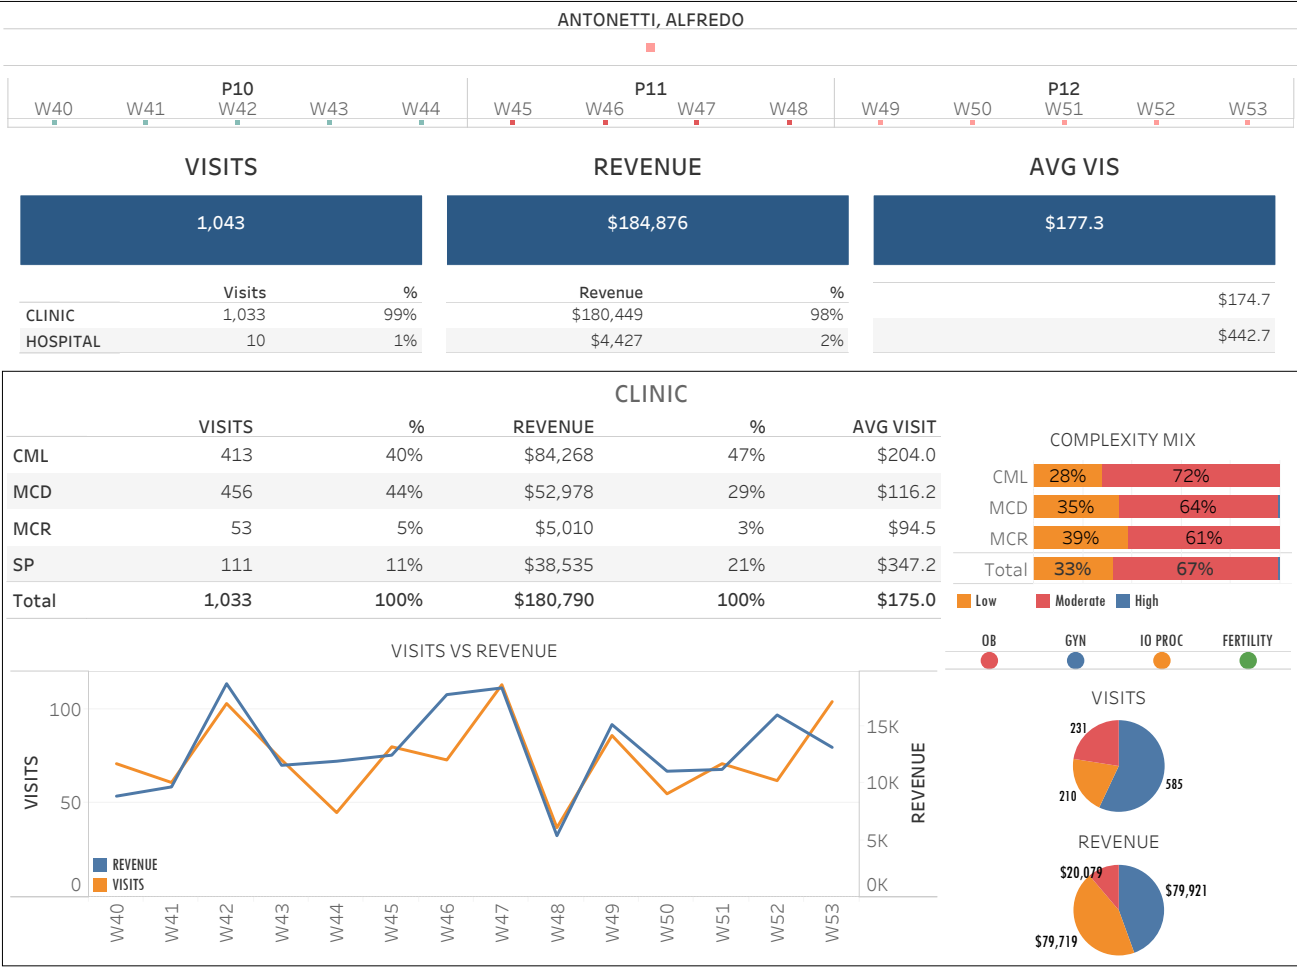 ANTONETTI, ALFREDO
P10 P11 P12
W40 W41 W42 W43 W44 W45 W46 W47 W48 W49 W50 W51 W52 W53
VISITS REVENUE AVG VIS
1,043 $184,876 $177.3
Visits % Revenue %
CLINIC 1,033 99% $180,449 98% $174.7
HOSPITAL 10 1% $4,427 2% $442.7
CLINIC
VISITS % REVENUE % AVG VISIT
CML 413 40% $84,268 47% $204.0
MCD 456 44% $52,978 29% $116.2
MCR 53 5% $5,010 3% $94.5
SP 111 11% $38,535 21% $347.2
Total 1,033 100% $180,790 100% $175.0
COMPLEXITY MIX
CML 28% 72%
MCD 35% 64%
MCR 39% 61%
Total 33% 67%
Low Moderate High
OB GYN IO PROC FERTILITY
VISITS VS REVENUE
100
50
0
VISITS
15K
10K
5K
0K
REVENUE
REVENUE
VISITS
W40 W41 W42 W43 W44 W45 W46 W47 W48 W49 W50 W51 W52 W53
VISITS
231
585
210
REVENUE
$20,079
$79,921
$79,719